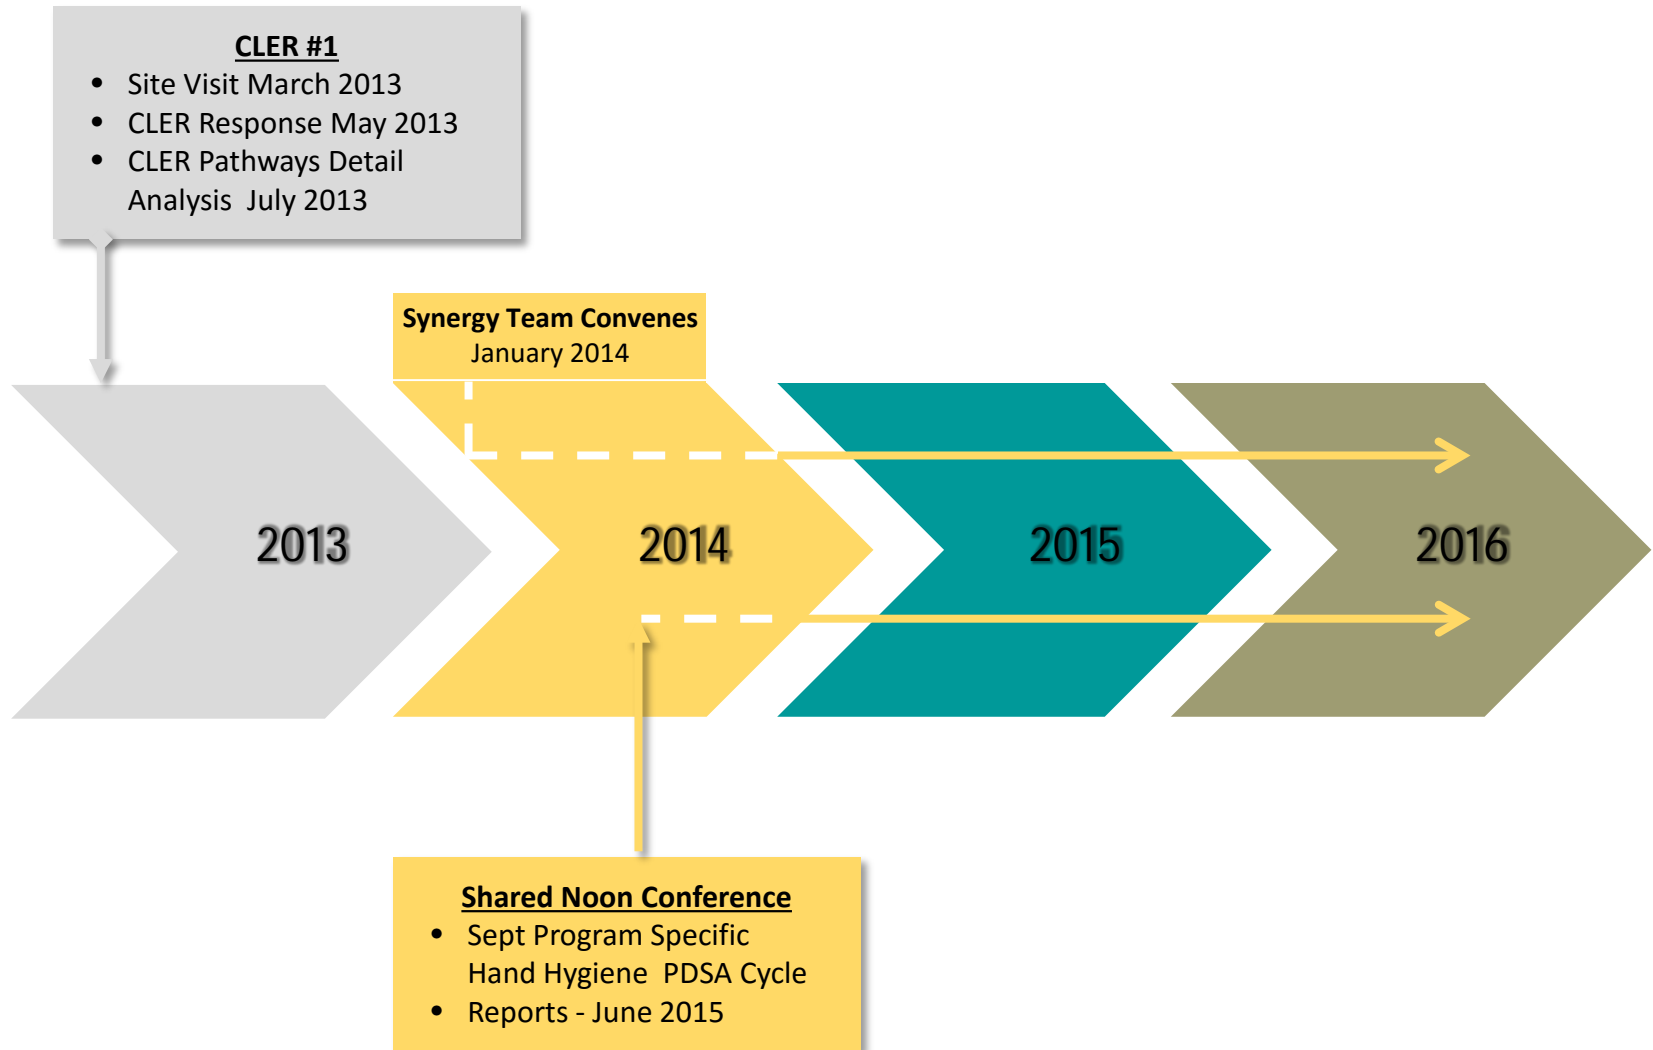 CLER #1
• Site Visit March 2013
• CLER Response May 2013
• CLER Pathways Detail
Analysis  July 2013
Synergy Team Convenes
January 2014
2013
2014
2015
2016
Shared Noon Conference
• Sept Program Specific
Hand Hygiene  PDSA Cycle
• Reports - June 2015